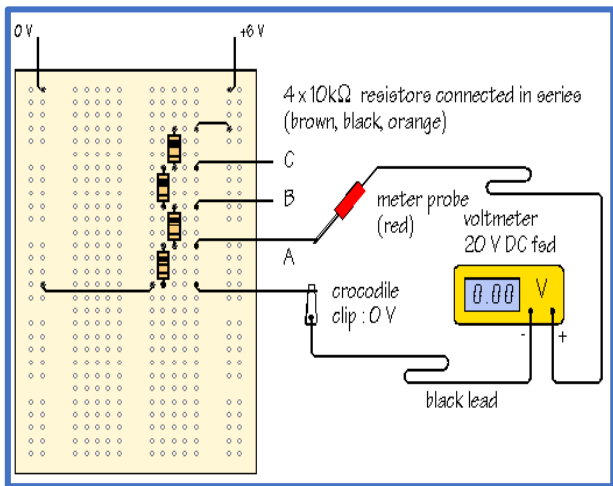 0 V
+6 V
4 x 10kΩ resistors connected in series
(brown, black, orange)
C
B
A
meter probe
(red)
voltmeter
20 V DC fsd
0.00 V
- +
crocodile
clip : 0 V
black lead